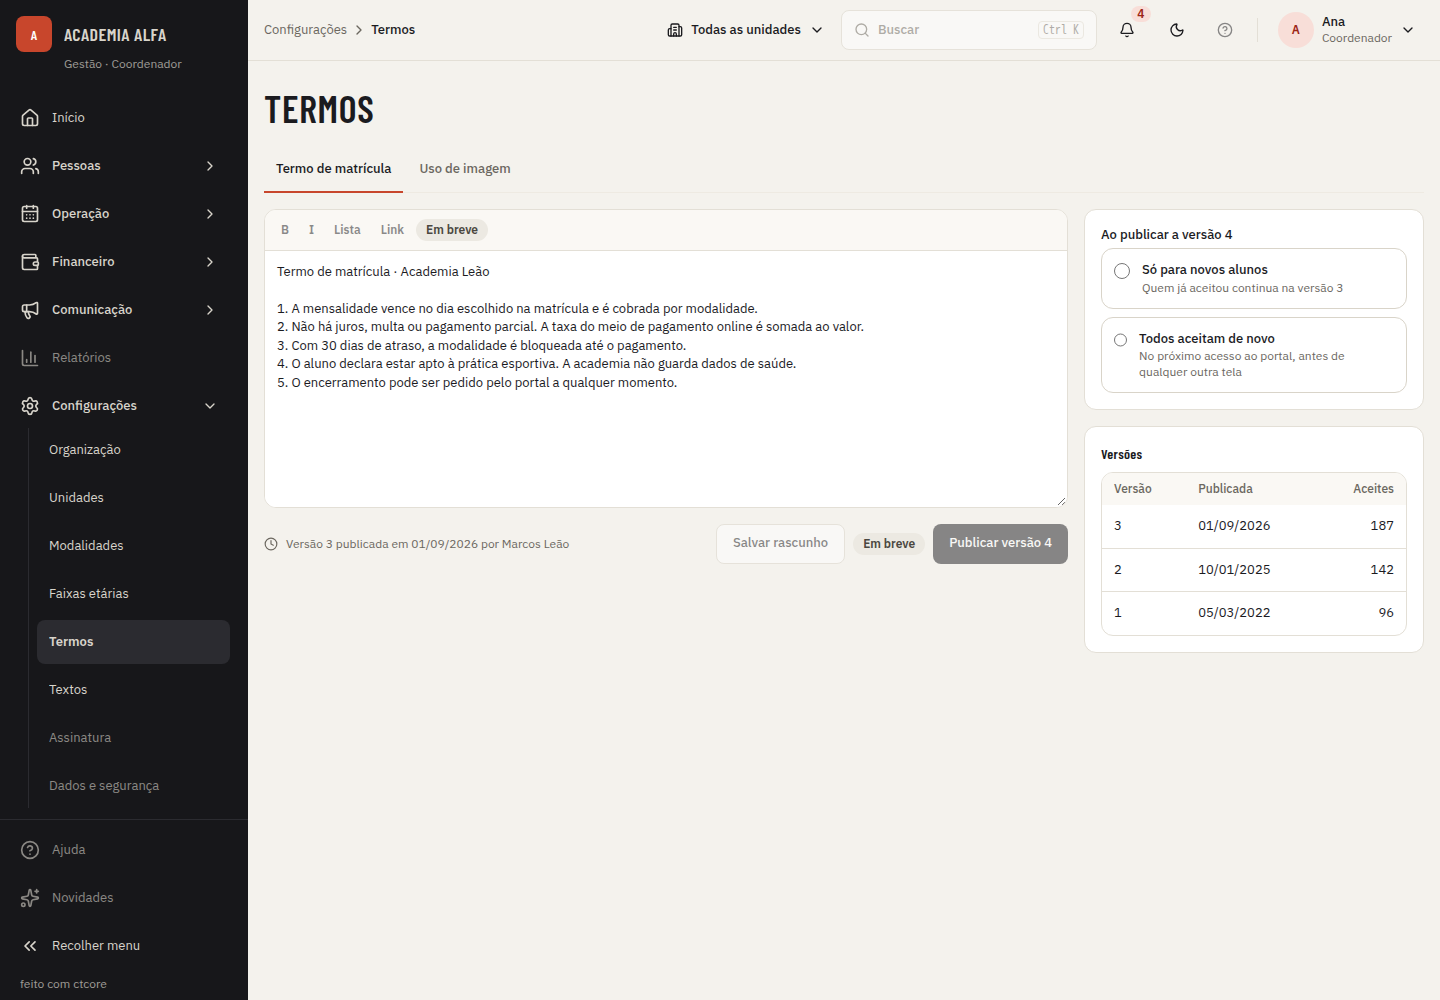 A
ACADEMIA ALFA
Gestão · Coordenador
Início
Pessoas
Operação
Financeiro
Comunicação
Relatórios
Configurações
Organização
Unidades
Modalidades
Faixas etárias
Termos
Textos
Assinatura
Dados e segurança
Ajuda
Novidades
Recolher menu
feito com ctcore
Configurações > Termos
Todas as unidades
Buscar
Ctrl K
4
A
Ana
Coordenador
TERMOS
Termo de matrícula
Uso de imagem
B I Lista Link Em breve
Termo de matrícula · Academia Leão
1. A mensalidade vence no dia escolhido na matrícula e é cobrada por modalidade.
2. Não há juros, multa ou pagamento parcial. A taxa do meio de pagamento online é somada ao valor.
3. Com 30 dias de atraso, a modalidade é bloqueada até o pagamento.
4. O aluno declara estar apto à prática esportiva. A academia não guarda dados de saúde.
5. O encerramento pode ser pedido pelo portal a qualquer momento.
Versão 3 publicada em 01/09/2026 por Marcos Leão
Salvar rascunho
Em breve
Publicar versão 4
Ao publicar a versão 4
Só para novos alunos
Quem já aceitou continua na versão 3
Todos aceitam de novo
No próximo acesso ao portal, antes de
qualquer outra tela
Versões
Versão Publicada Aceites
3 01/09/2026 187
2 10/01/2025 142
1 05/03/2022 96